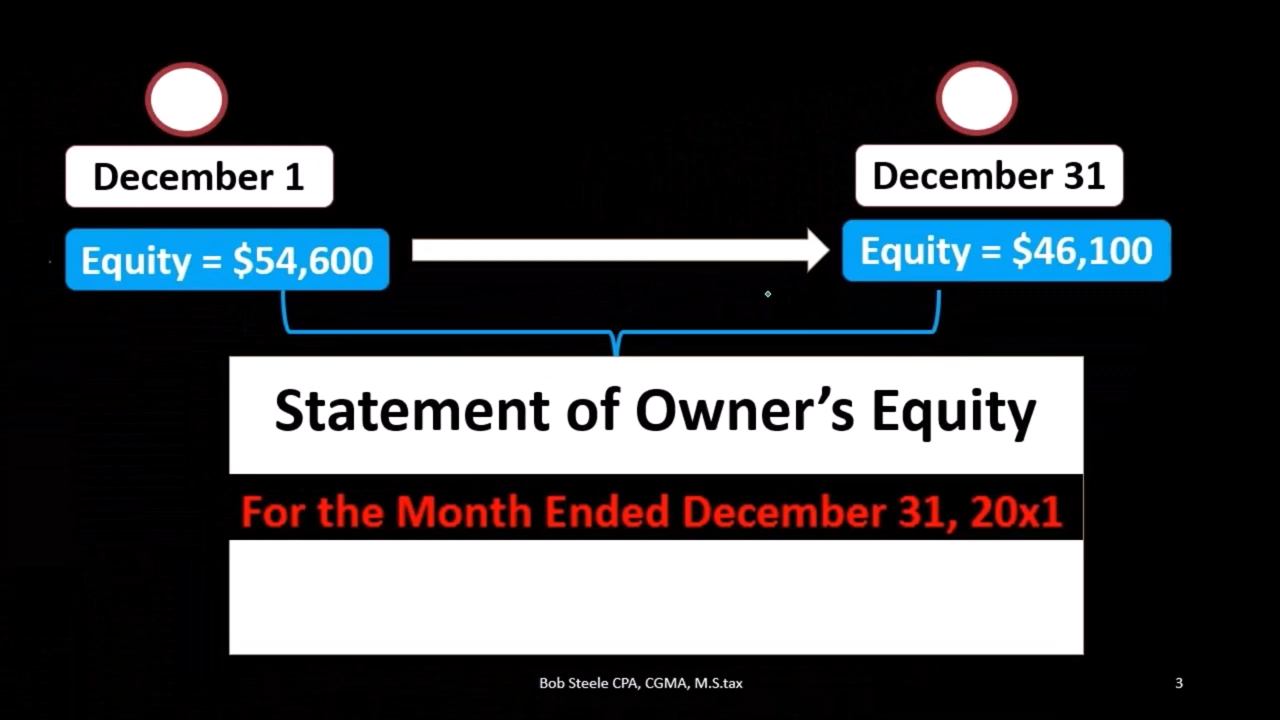 December 1
December 31
Equity = $54,600
Equity = $46,100
Statement of Owner’s Equity
For the Month Ended December 31, 20x1
Bob Steele CPA, CGMA, M.S.tax
3